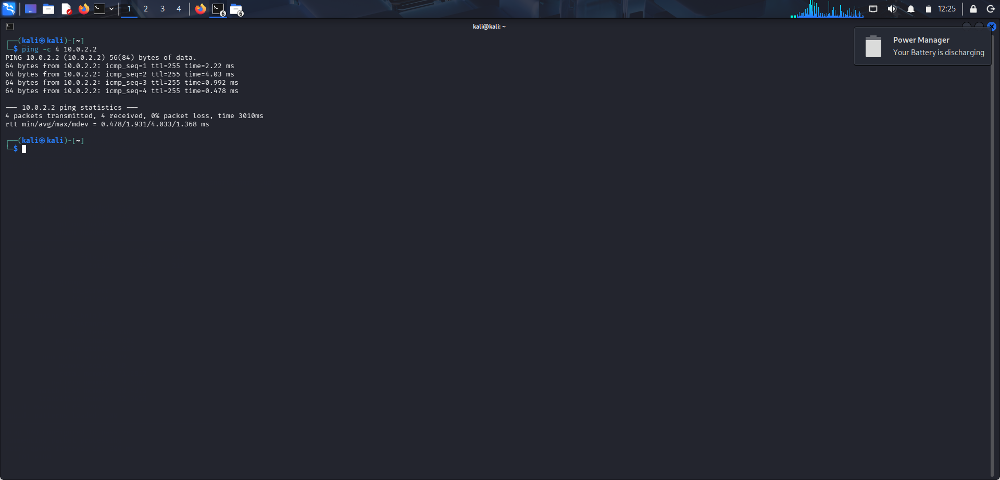 1 2 3 4 6 6 12:25
kali@kali: ~
Power Manager
Your Battery is discharging
┌──(kali㉿kali)-[~]
└─$ ping -c 4 10.0.2.2
PING 10.0.2.2 (10.0.2.2) 56(84) bytes of data.
64 bytes from 10.0.2.2: icmp_seq=1 ttl=255 time=2.22 ms
64 bytes from 10.0.2.2: icmp_seq=2 ttl=255 time=4.03 ms
64 bytes from 10.0.2.2: icmp_seq=3 ttl=255 time=0.992 ms
64 bytes from 10.0.2.2: icmp_seq=4 ttl=255 time=0.478 ms
--- 10.0.2.2 ping statistics ---
4 packets transmitted, 4 received, 0% packet loss, time 3010ms
rtt min/avg/max/mdev = 0.478/1.931/4.033/1.368 ms
┌──(kali㉿kali)-[~]
└─$